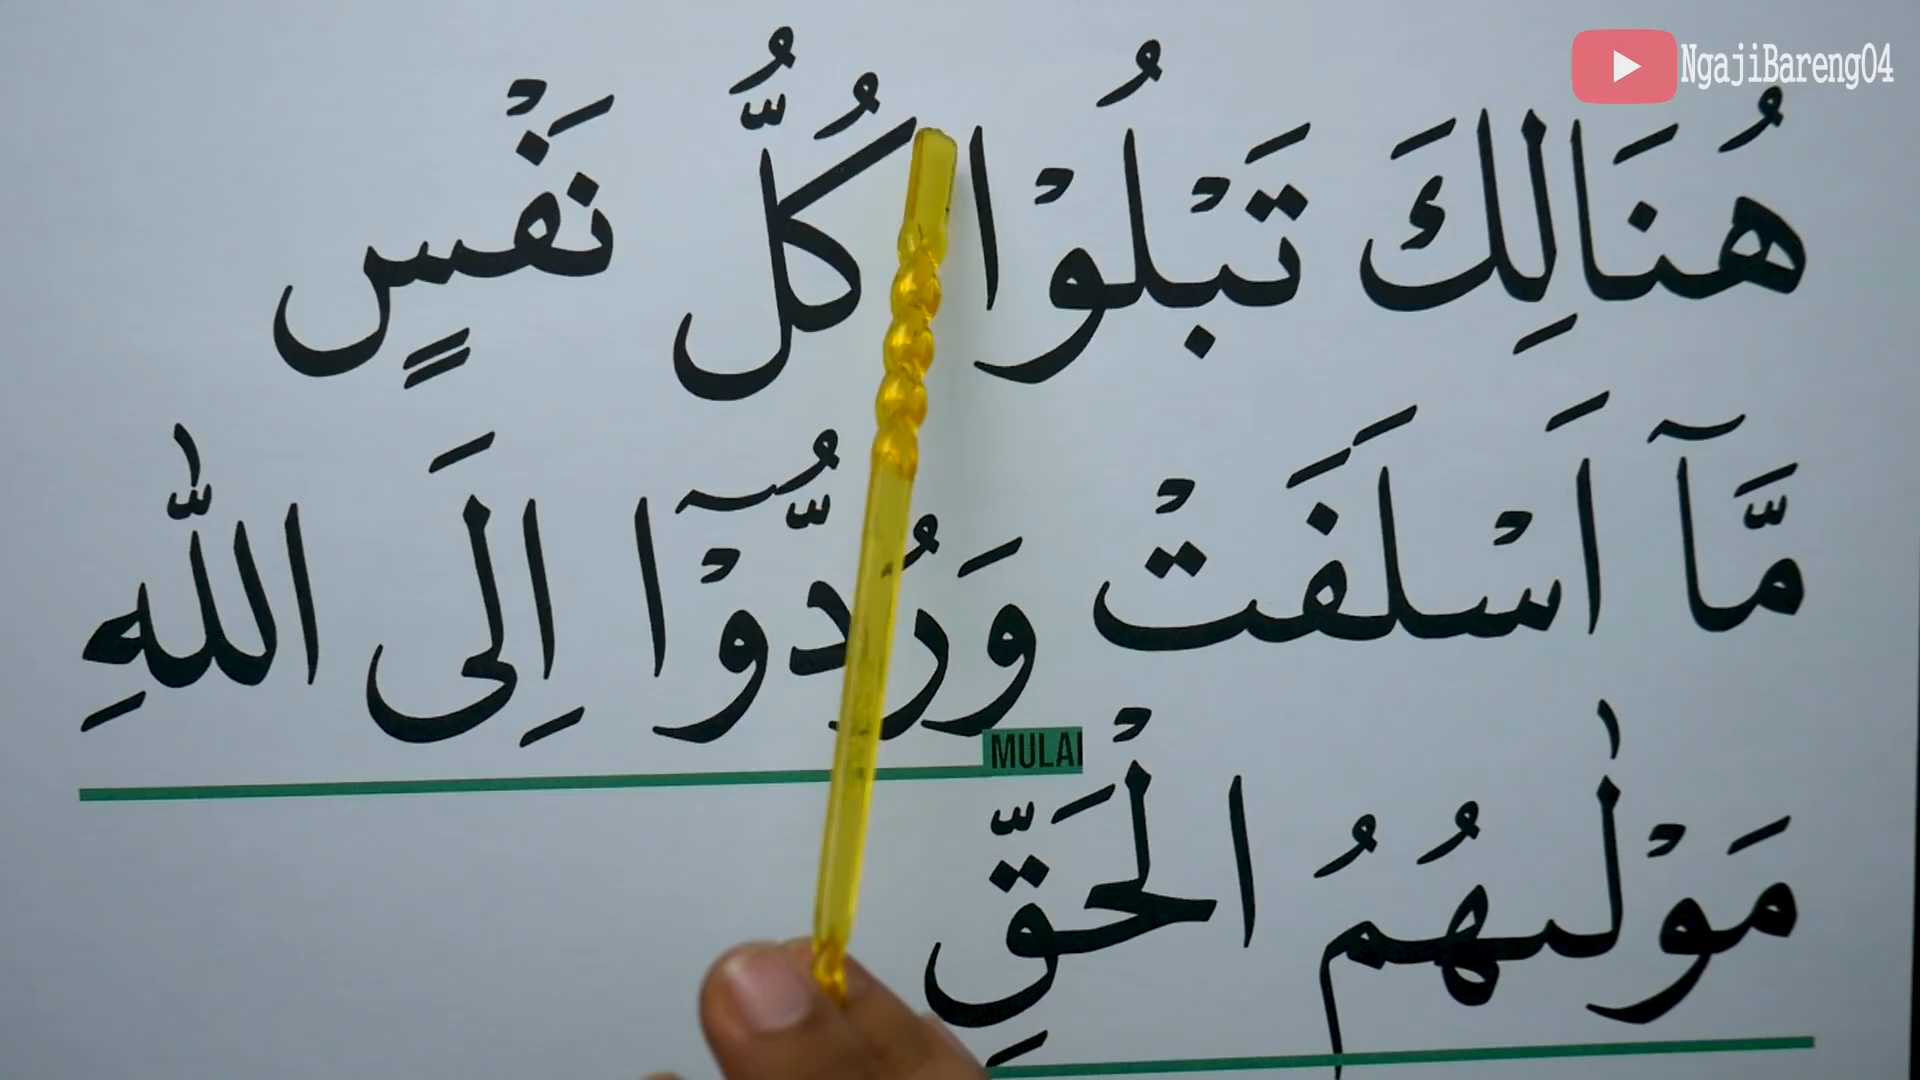 NgajiBareng04
هُنَالِكَ تَبْلُوْا كُلُّ نَفْسٍ
مَّآ اَسْلَفَتْ وَرُدُّوْٓا اِلَى اللّٰهِ
MULAI
مَوْلٰىهُمُ الْحَقِّ